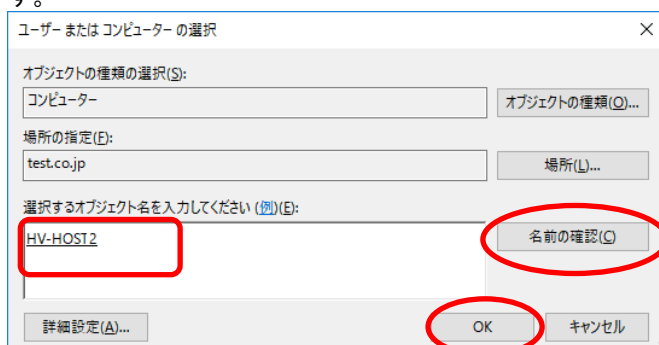 す。
ユーザー または コンピューター の選択
オブジェクトの種類の選択(S):
コンピューター
オブジェクトの種類(O)...
場所の指定(F):
test.co.jp
場所(L)...
選択するオブジェクト名を入力してください (例)(E):
HV-HOST2
名前の確認(C)
詳細設定(A)...
OK
キャンセル